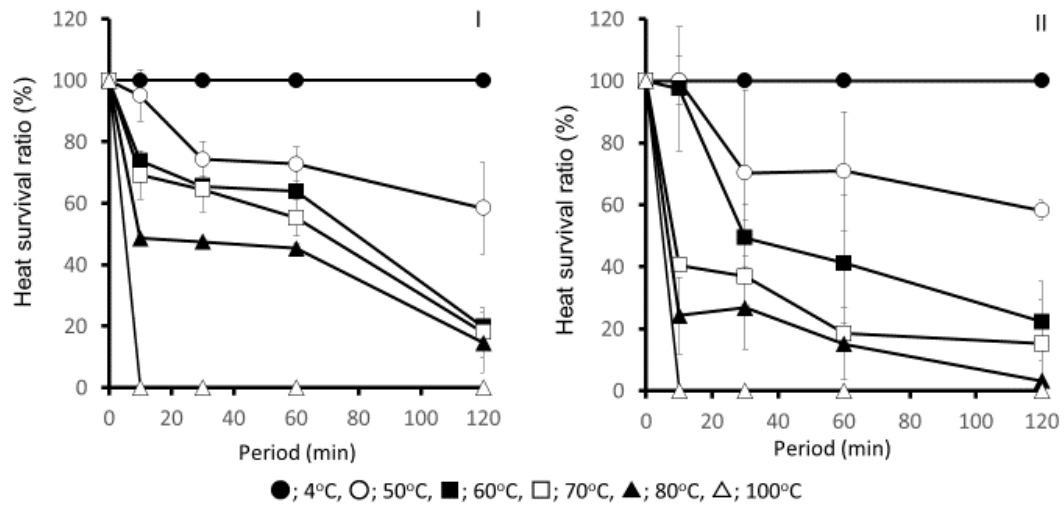 I
Heat survival ratio (%)
120
100
80
60
40
20
0
0 20 40 60 80 100 120
Period (min)
II
Heat survival ratio (%)
120
100
80
60
40
20
0
0 20 40 60 80 100 120
Period (min)
●; 4°C, ○; 50°C, ■; 60°C, □; 70°C, ▲; 80°C, △; 100°C